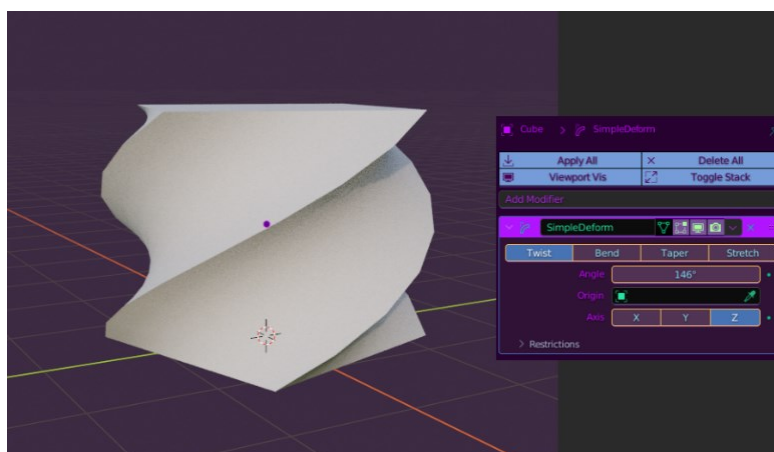 Cube > SimpleDeform
Apply All Delete All
Viewport Vis Toggle Stack
Add Modifier
SimpleDeform
Twist Bend Taper Stretch
Angle 146°
Origin
Axis X Y Z
> Restrictions